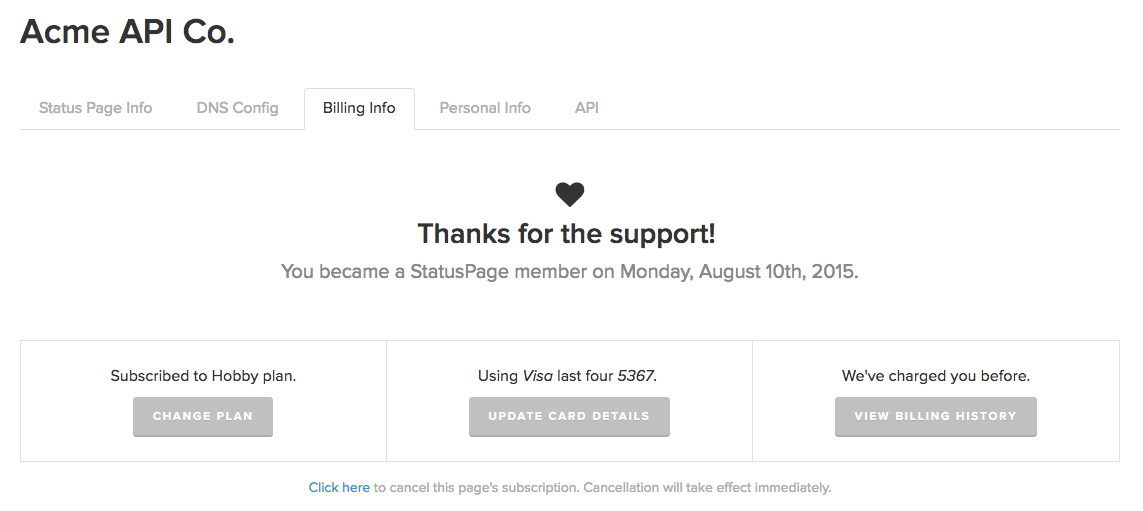 Acme API Co.
Status Page Info DNS Config Billing Info Personal Info API
Thanks for the support!
You became a StatusPage member on Monday, August 10th, 2015.
Subscribed to Hobby plan.
CHANGE PLAN
Using Visa last four 5367.
UPDATE CARD DETAILS
We've charged you before.
VIEW BILLING HISTORY
Click here to cancel this page's subscription. Cancellation will take effect immediately.